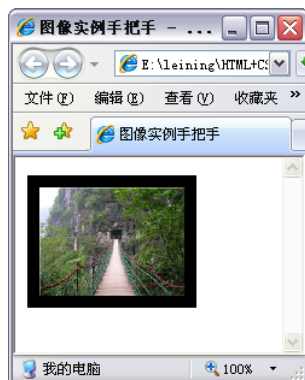 图像实例手把手 - ...
E:\leining\HTML+CS
文件(F) 编辑(E) 查看(V) 收藏夹 »
图像实例手把手
我的电脑 100%